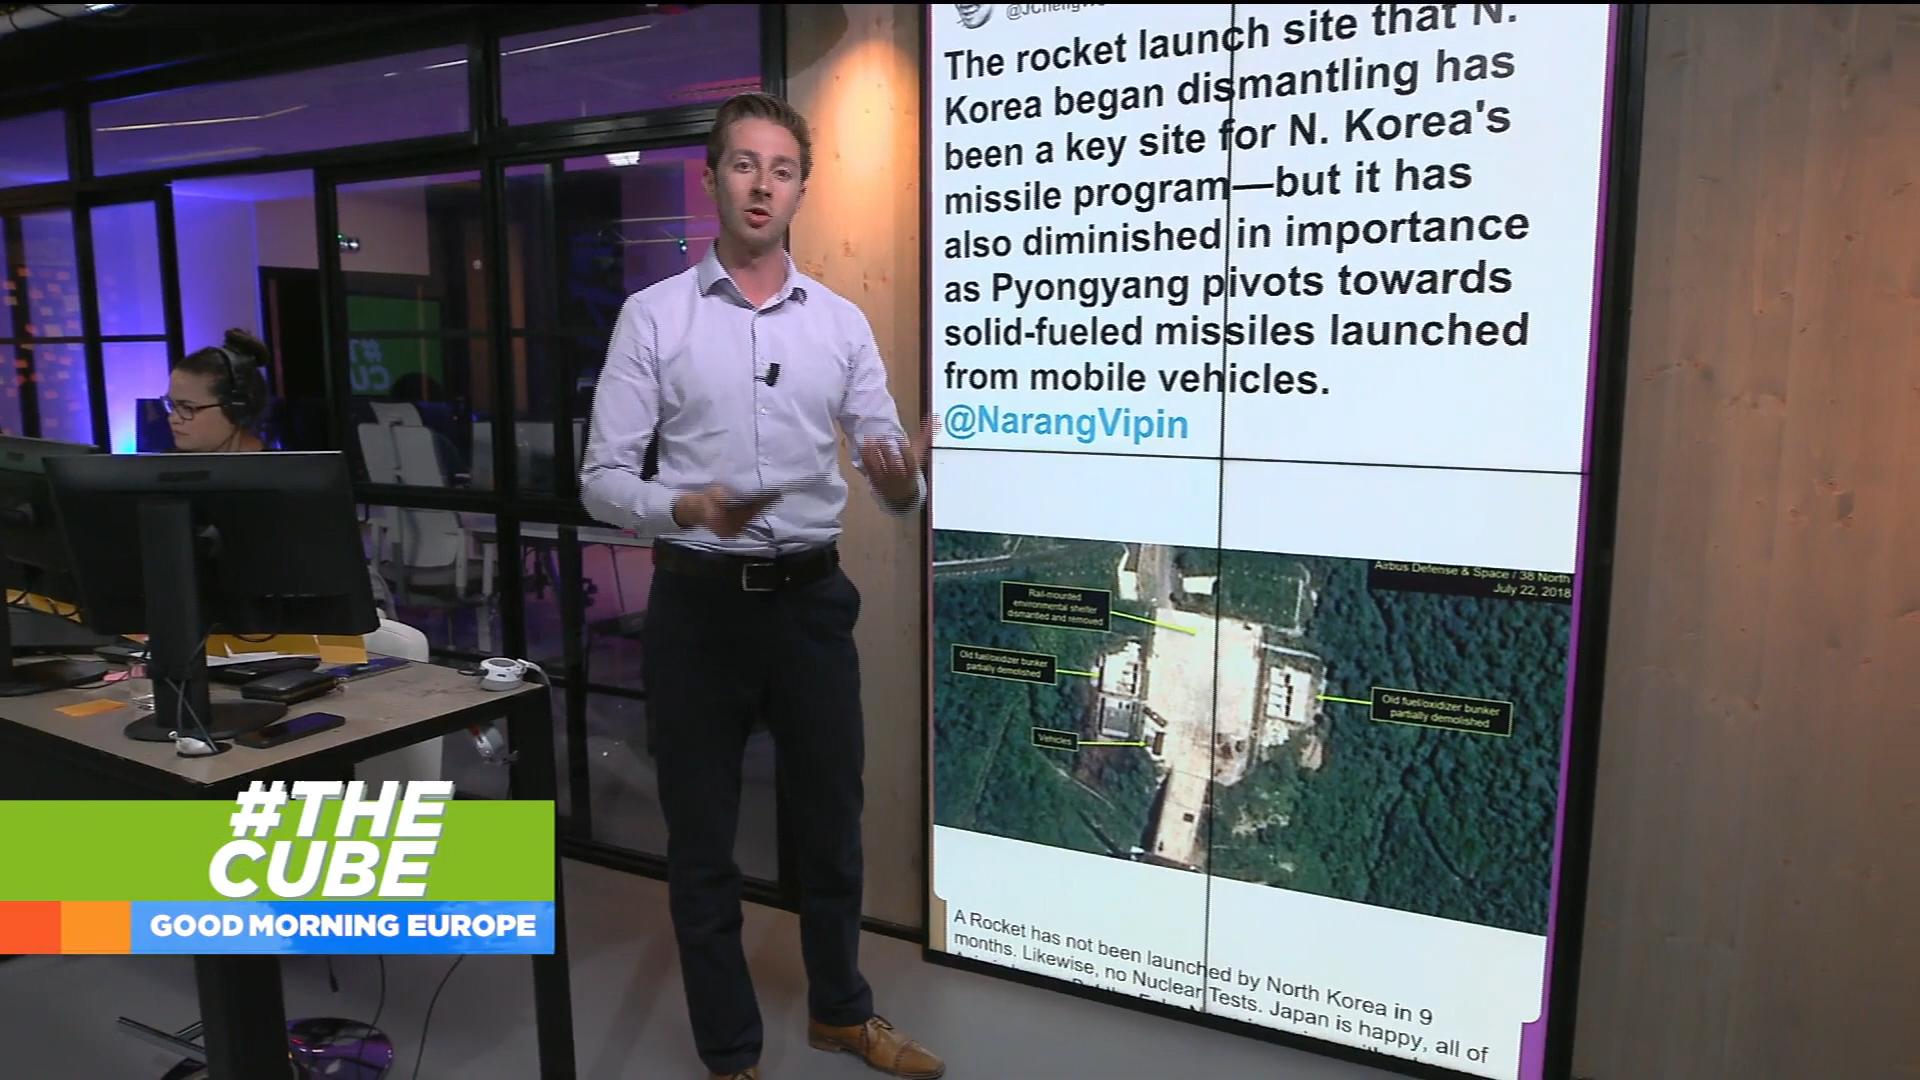 The rocket launch site that N.
Korea began dismantling has
been a key site for N. Korea's
missile program—but it has
also diminished in importance
as Pyongyang pivots towards
solid-fueled missiles launched
from mobile vehicles.
@NarangVipin
Airbus Defense & Space / 38 North
July 22, 2018
Rail-mounted
environmental shelter
dismantled and removed
Old fuel/oxidizer bunker
partially demolished
Old fuel/oxidizer bunker
partially demolished
Vehicles
A Rocket has not been launched by North Korea in 9
months. Likewise, no Nuclear Tests. Japan is happy, all of
#THE
CUBE
GOOD MORNING EUROPE